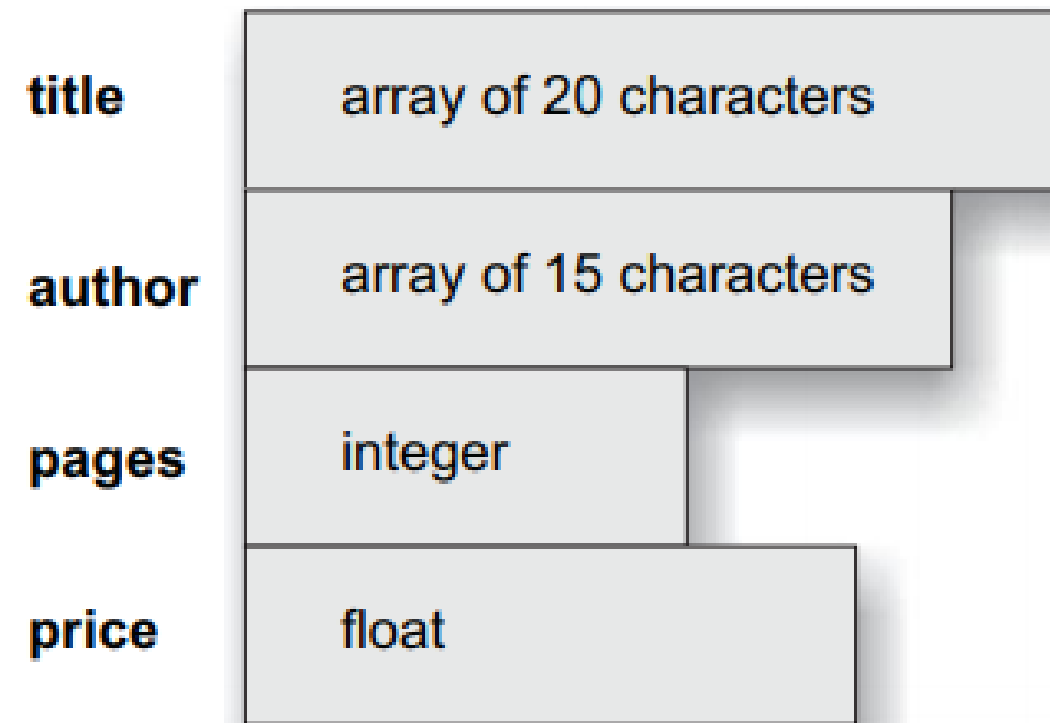 title array of 20 characters
author array of 15 characters
pages integer
price float